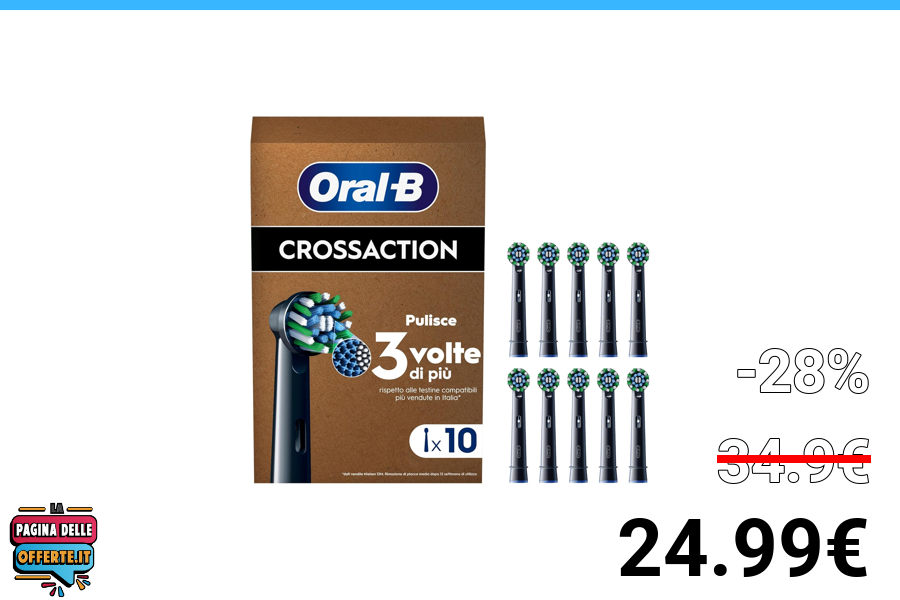 Oral-B
CROSSACTION
Pulisce
3 volte
di più
rispetto alle testine compatibili
più vendute in Italia*
x10
-28%
34.9€
24.99€
LA
PAGINA DELLE
OFFERTE.IT